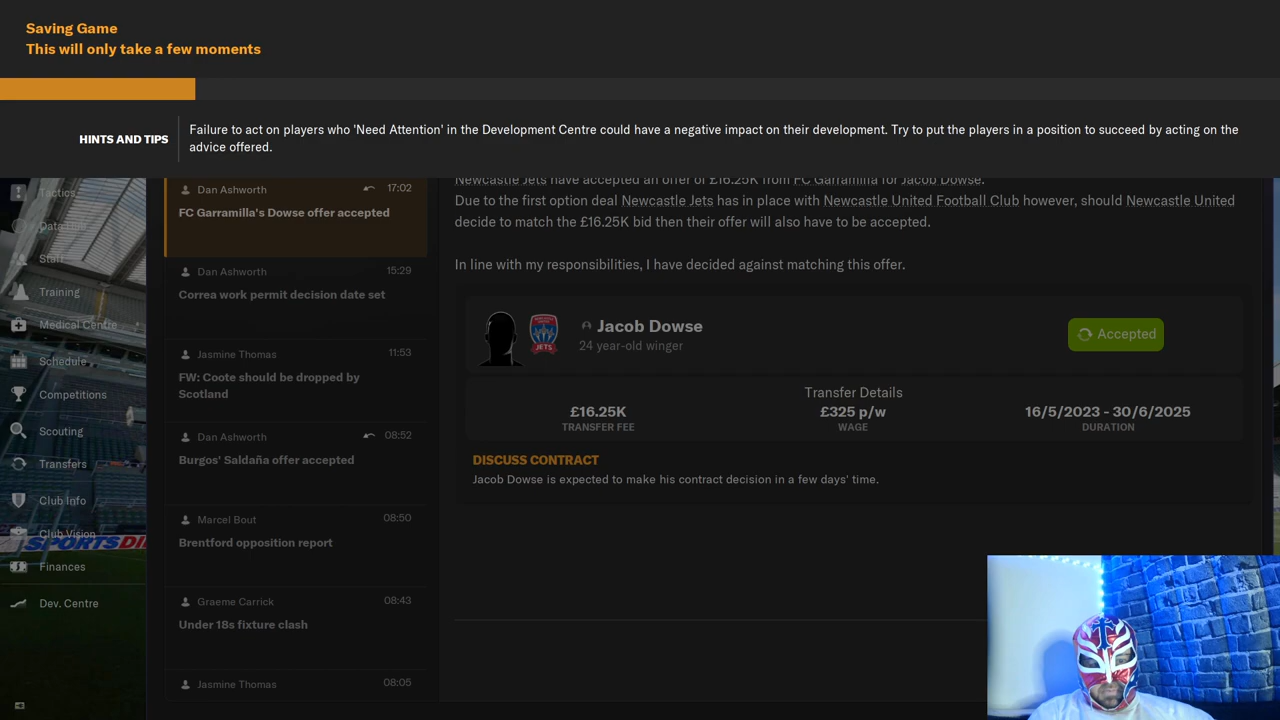 Saving Game
This will only take a few moments
HINTS AND TIPS
Failure to act on players who 'Need Attention' in the Development Centre could have a negative impact on their development. Try to put the players in a position to succeed by acting on the
advice offered.
Tactics
Data Hub
Staff
Training
Medical Centre
Schedule
Competitions
Scouting
Transfers
Club Info
Club Vision
Finances
Dev. Centre
SPORTS DI
Dan Ashworth 17:02
FC Garramilla's Dowse offer accepted
Dan Ashworth 15:29
Correa work permit decision date set
Jasmine Thomas 11:53
FW: Coote should be dropped by
Scotland
Dan Ashworth 08:52
Burgos' Saldaña offer accepted
Marcel Bout 08:50
Brentford opposition report
Graeme Carrick 08:43
Under 18s fixture clash
Jasmine Thomas 08:05
Newcastle Jets have accepted an offer of £16.25K from FC Garramilla for Jacob Dowse.
Due to the first option deal Newcastle Jets has in place with Newcastle United Football Club however, should Newcastle United
decide to match the £16.25K bid then their offer will also have to be accepted.
In line with my responsibilities, I have decided against matching this offer.
JETS
Jacob Dowse
24 year-old winger
Accepted
Transfer Details
£16.25K £325 p/w 16/5/2023 - 30/6/2025
TRANSFER FEE WAGE DURATION
DISCUSS CONTRACT
Jacob Dowse is expected to make his contract decision in a few days' time.